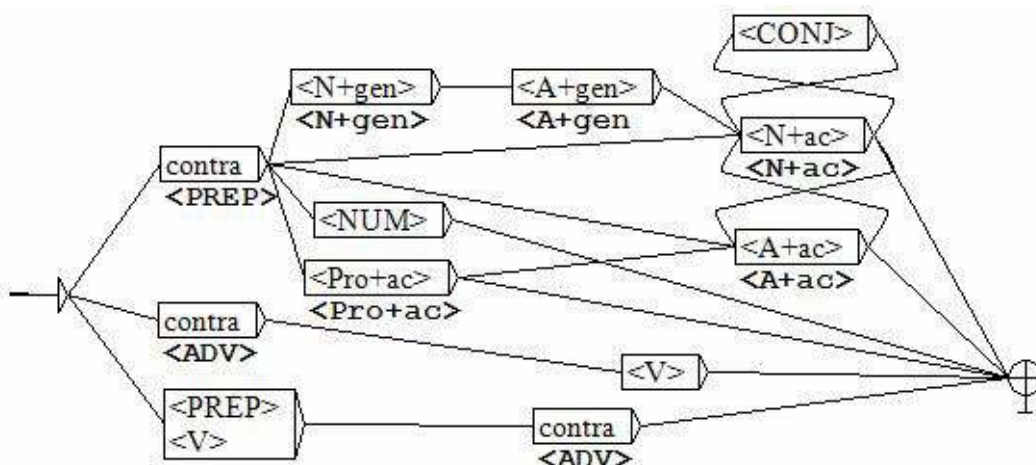 <CONJ>
<N+gen>
<N+gen>
<A+gen>
<A+gen
<N+ac>
<N+ac>
contra
<PREP>
<NUM>
<A+ac>
<A+ac>
<Pro+ac>
<Pro+ac>
contra
<ADV>
<V>
<PREP>
<V>
contra
<ADV>